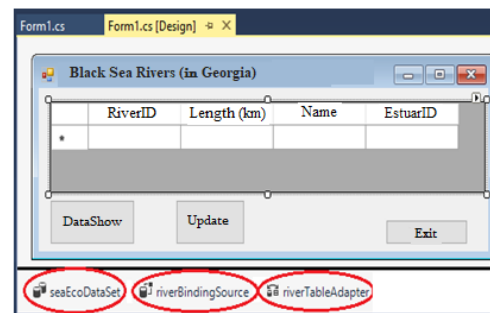 Form1.cs Form1.cs [Design]
Black Sea Rivers (in Georgia)
RiverID Length (km) Name EstuarID
*
DataShow Update Exit
seaEcoDataSet riverBindingSource riverTableAdapter